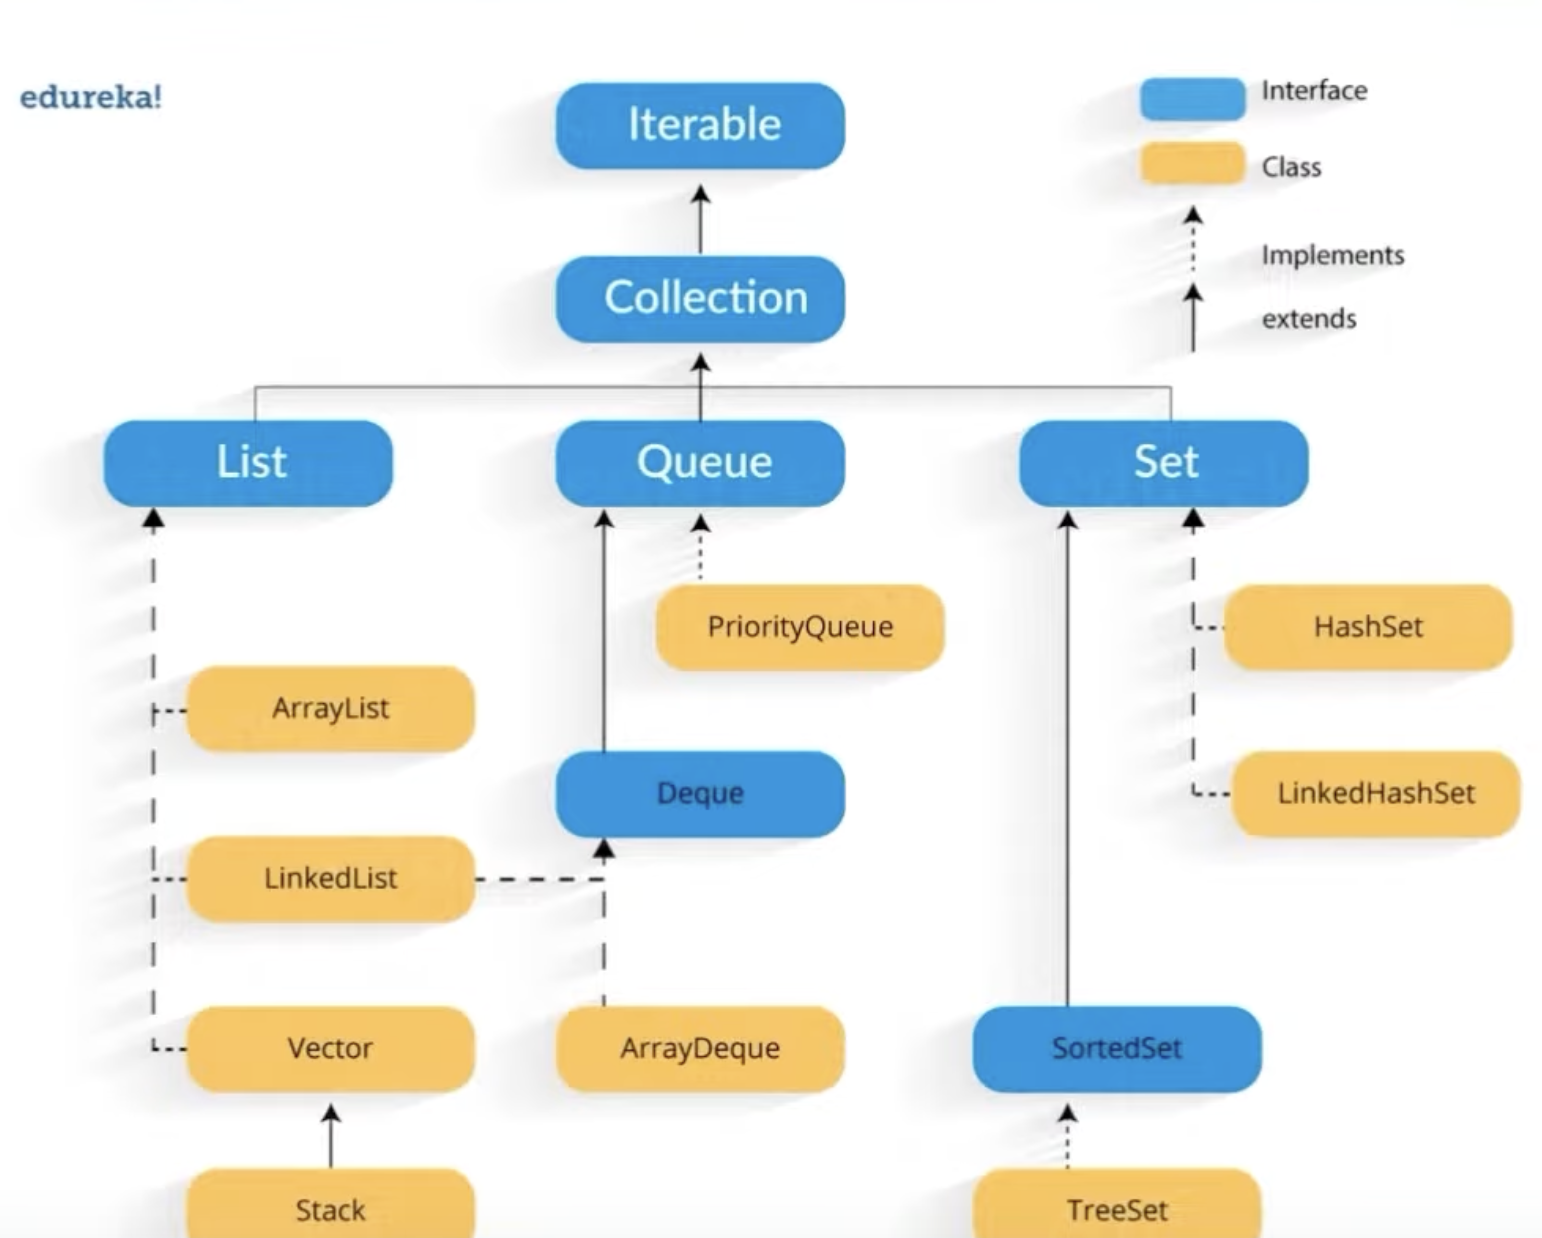 edureka!
Iterable
Interface
Class
Collection
Implements
extends
List
Queue
Set
PriorityQueue
HashSet
ArrayList
Deque
LinkedHashSet
LinkedList
Vector
ArrayDeque
SortedSet
Stack
TreeSet